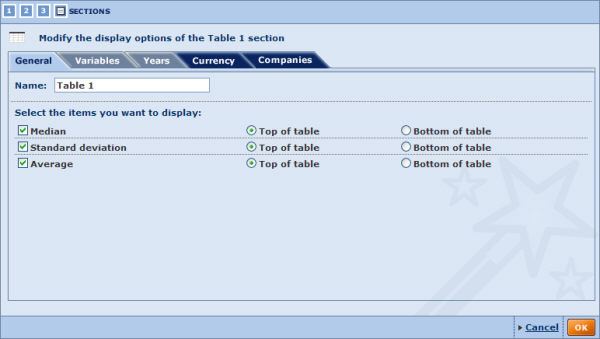 1 2 3 SECTIONS
Modify the display options of the Table 1 section
General Variables Years Currency Companies
Name: Table 1
Select the items you want to display:
Median Top of table Bottom of table
Standard deviation Top of table Bottom of table
Average Top of table Bottom of table
Cancel OK